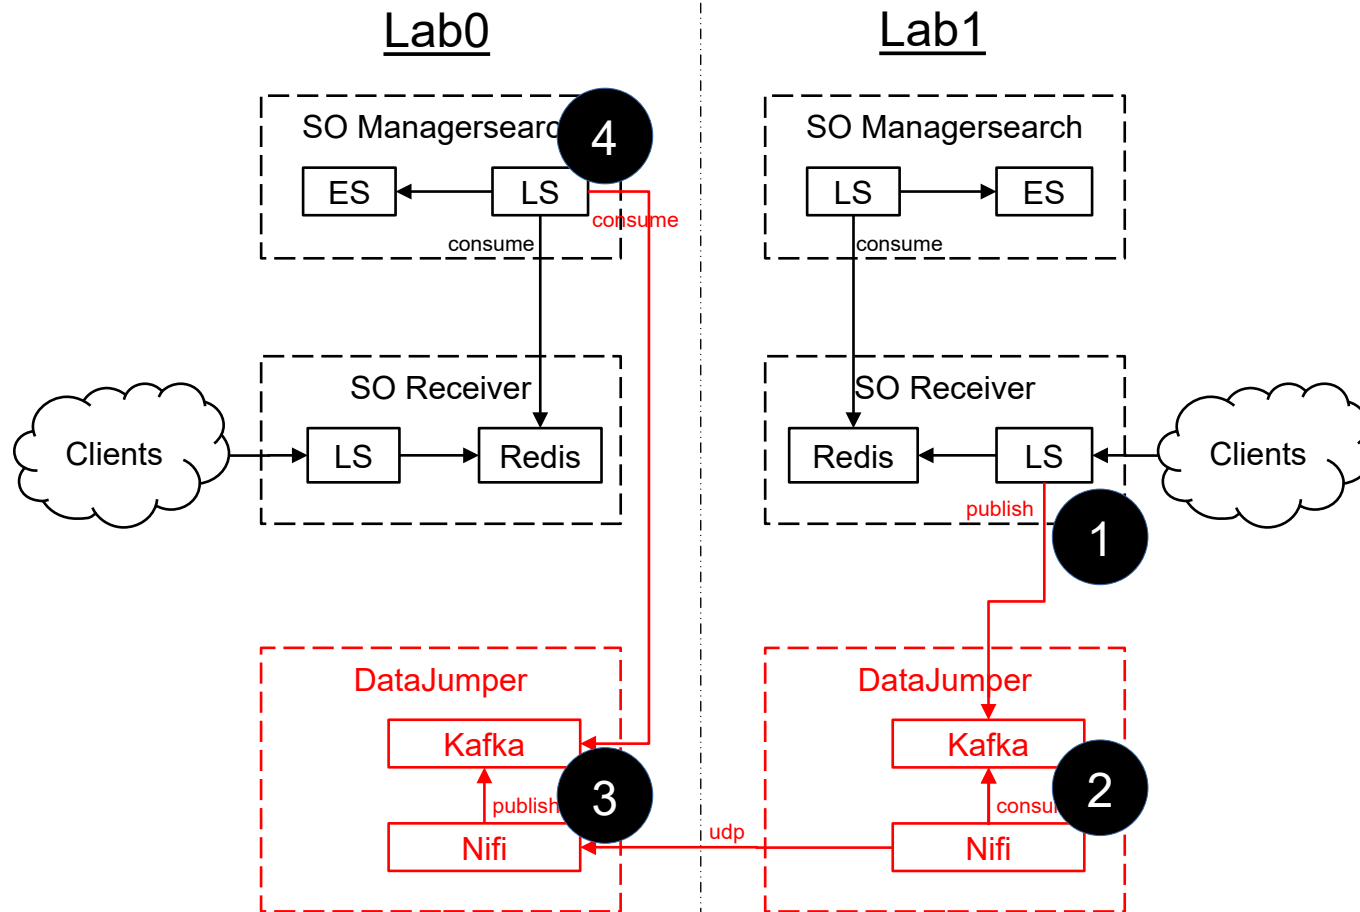 Lab0
Lab1
SO Managersearc
4
ES
LS
consume
consume
SO Managersearch
LS
ES
consume
SO Receiver
Clients
LS
Redis
SO Receiver
Redis
LS
Clients
publish
1
DataJumper
Kafka
publish
3
Nifi
udp
DataJumper
Kafka
consu
2
Nifi